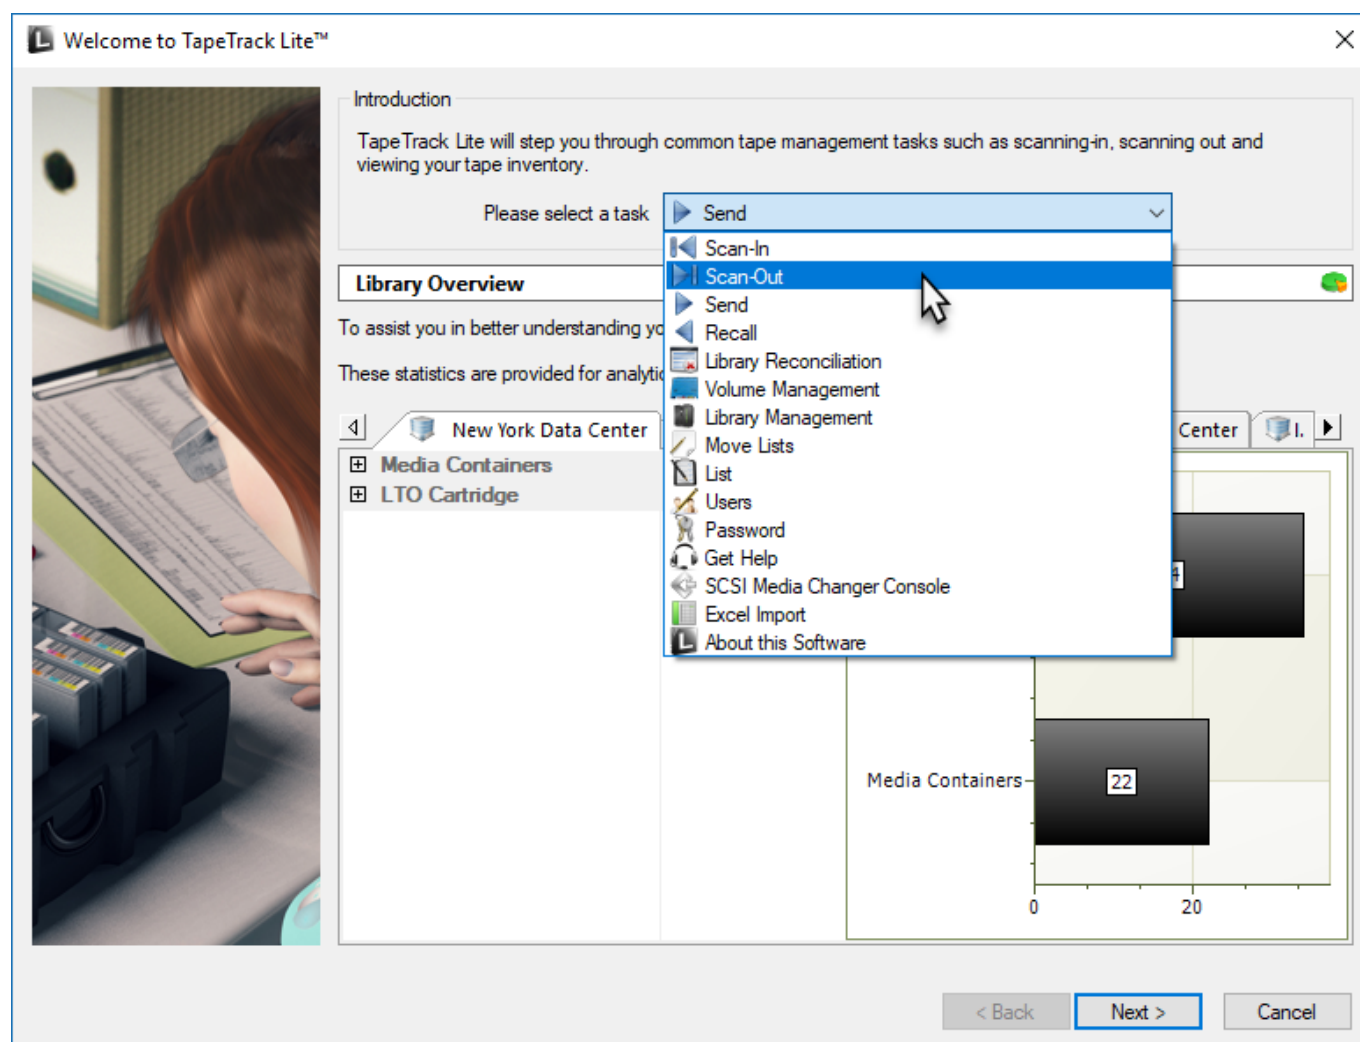 Welcome to TapeTrack Lite™
Introduction
TapeTrack Lite will step you through common tape management tasks such as scanning-in, scanning out and
viewing your tape inventory.
Please select a task
Send
Scan-In
Scan-Out
Send
Recall
Library Reconciliation
Volume Management
Library Management
Move Lists
List
Users
Password
Get Help
SCSI Media Changer Console
Excel Import
About this Software
Library Overview
To assist you in better understanding
These statistics are provided for
New York Data Center
Center
I.
Media Containers
LTO Cartridge
4
Media Containers
22
0
20
< Back
Next >
Cancel